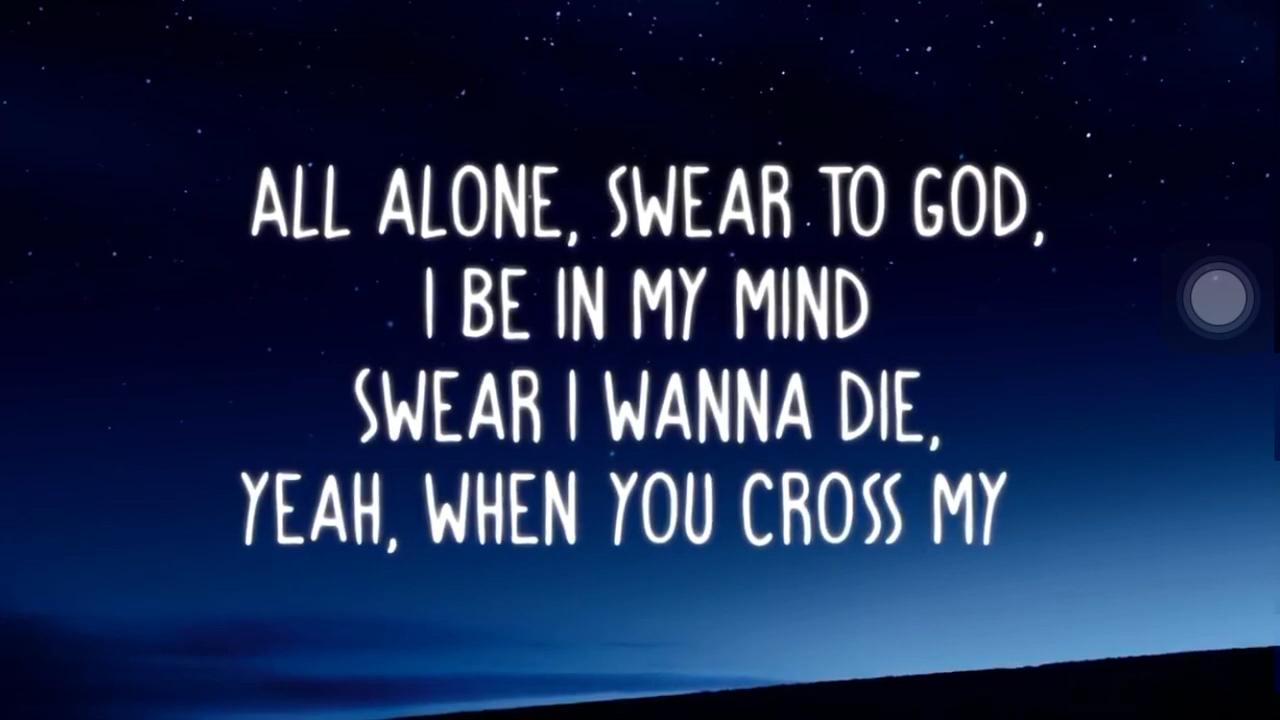 ALL ALONE, SWEAR TO GOD,
I BE IN MY MIND
SWEAR I WANNA DIE,
YEAH, WHEN YOU CROSS MY